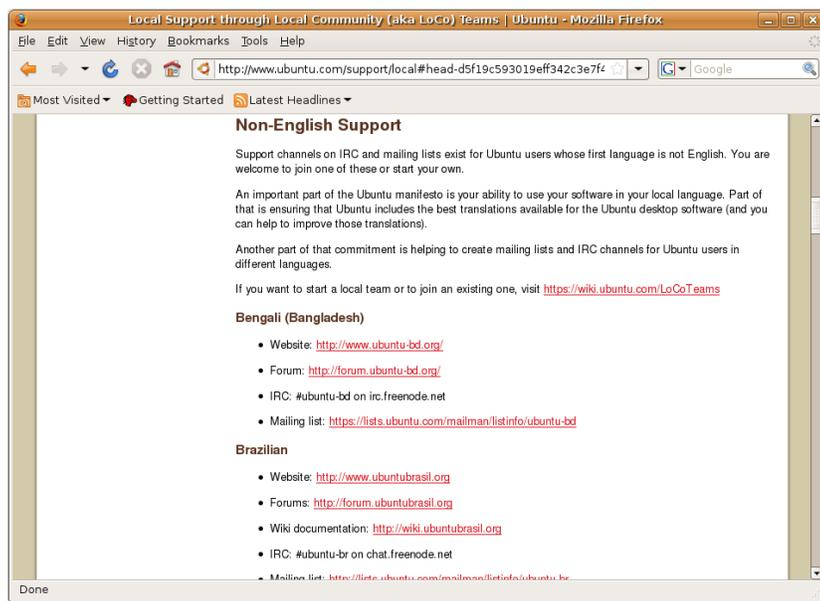 Local Support through Local Community (aka LoCo) Teams | Ubuntu - Mozilla Firefox
File Edit View History Bookmarks Tools Help
http://www.ubuntu.com/support/local#head-d5f19c593019eff342c3e7f4
Google
Most Visited Getting Started Latest Headlines
Non-English Support
Support channels on IRC and mailing lists exist for Ubuntu users whose first language is not English. You are
welcome to join one of these or start your own.
An important part of the Ubuntu manifesto is your ability to use your software in your local language. Part of
that is ensuring that Ubuntu includes the best translations available for the Ubuntu desktop software (and you
can help to improve those translations).
Another part of that commitment is helping to create mailing lists and IRC channels for Ubuntu users in
different languages.
If you want to start a local team or to join an existing one, visit https://wiki.ubuntu.com/LoCoTeams
Bengali (Bangladesh)
• Website: http://www.ubuntu-bd.org/
• Forum: http://forum.ubuntu-bd.org/
• IRC: #ubuntu-bd on irc.freenode.net
• Mailing list: https://lists.ubuntu.com/mailman/listinfo/ubuntu-bd
Brazilian
• Website: http://www.ubuntubrasil.org
• Forums: http://forum.ubuntubrasil.org
• Wiki documentation: http://wiki.ubuntubrasil.org
• IRC: #ubuntu-br on chat.freenode.net
• Mailing list: http://lists.ubuntu.com/mailman/listinfo/ubuntu-br
Done